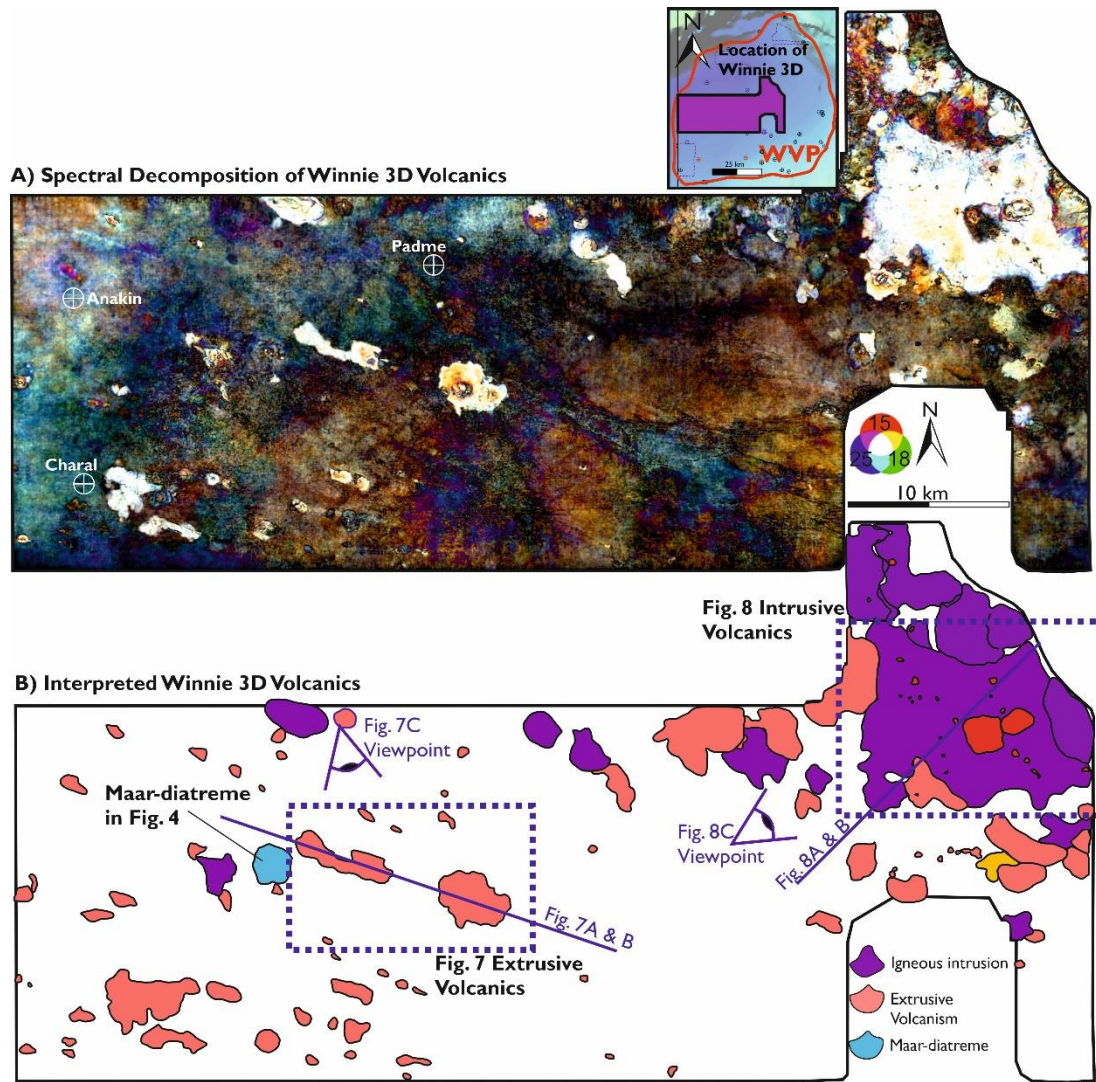 N
Location of
Winnie 3D
WVP
25 km
A) Spectral Decomposition of Winnie 3D Volcanics
Padme
Anakin
Charal
15
25
18
N
10 km
Fig. 8 Intrusive
Volcanics
B) Interpreted Winnie 3D Volcanics
Fig. 7C
Viewpoint
Maar-diatreme
in Fig. 4
Fig. 8C
Viewpoint
Fig. 8A & B
Fig. 7A & B
Fig. 7 Extrusive
Volcanics
Igneous intrusion
Extrusive
Volcanism
Maar-diatreme